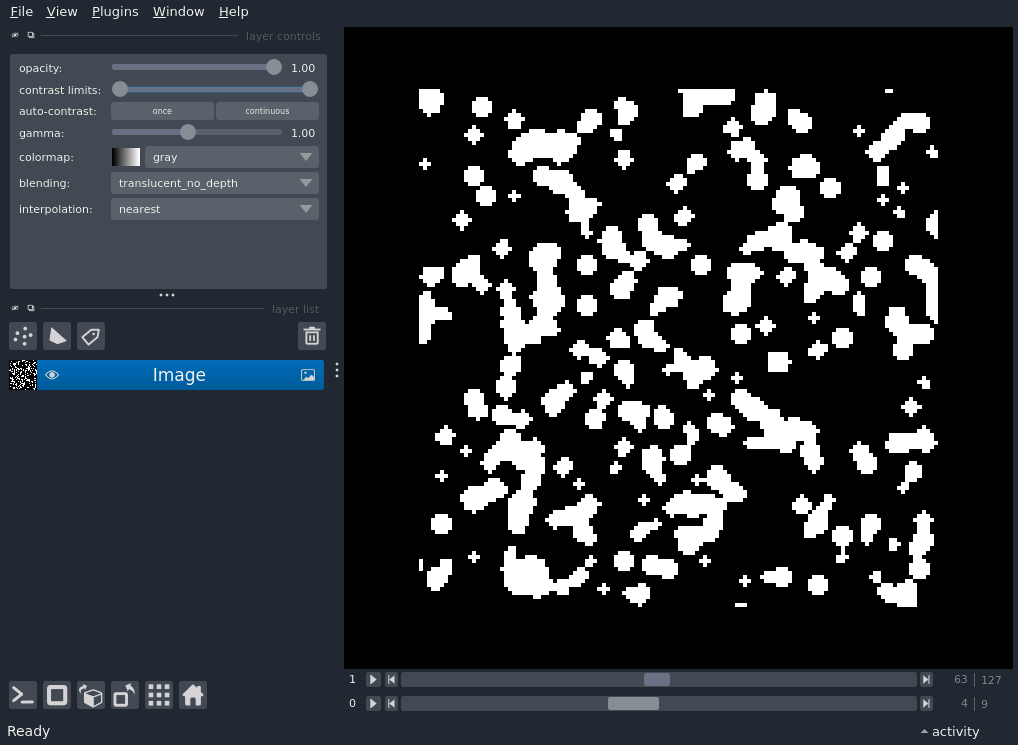 File View Plugins Window Help
layer controls
opacity: 1.00
contrast limits:
auto-contrast: once continuous
gamma: 1.00
colormap: gray
blending: translucent_no_depth
interpolation: nearest
layer list
Image
1 63 127
0 4 9
Ready activity